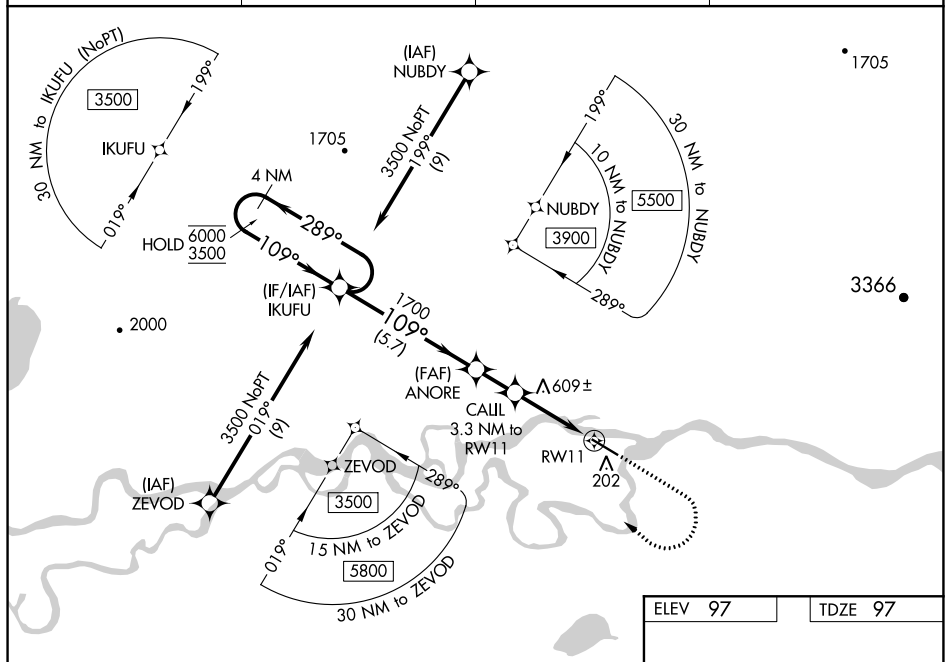 30 NM to IKUFU (NoPT)
3500
199°
IKUFU
019°
(IAF)
NUBDY
3500 NoPT
199°
(9)
1705
1705
199°
30 NM to NUBDY
10 NM to NUBDY
5500
NUBDY
3900
289°
4 NM
289°
HOLD 6000
3500
109°
(IF/IAF)
IKUFU
1700
109°
(5.7)
3366
2000
(FAF)
ANORE
609±
CALIL
3.3 NM to
RW11
RW11
202
3500 NoPT
019°
(9)
(IAF)
ZEVOD
ZEVOD
289°
3500
019°
15 NM to ZEVOD
5800
30 NM to ZEVOD
ELEV 97
TDZE 97